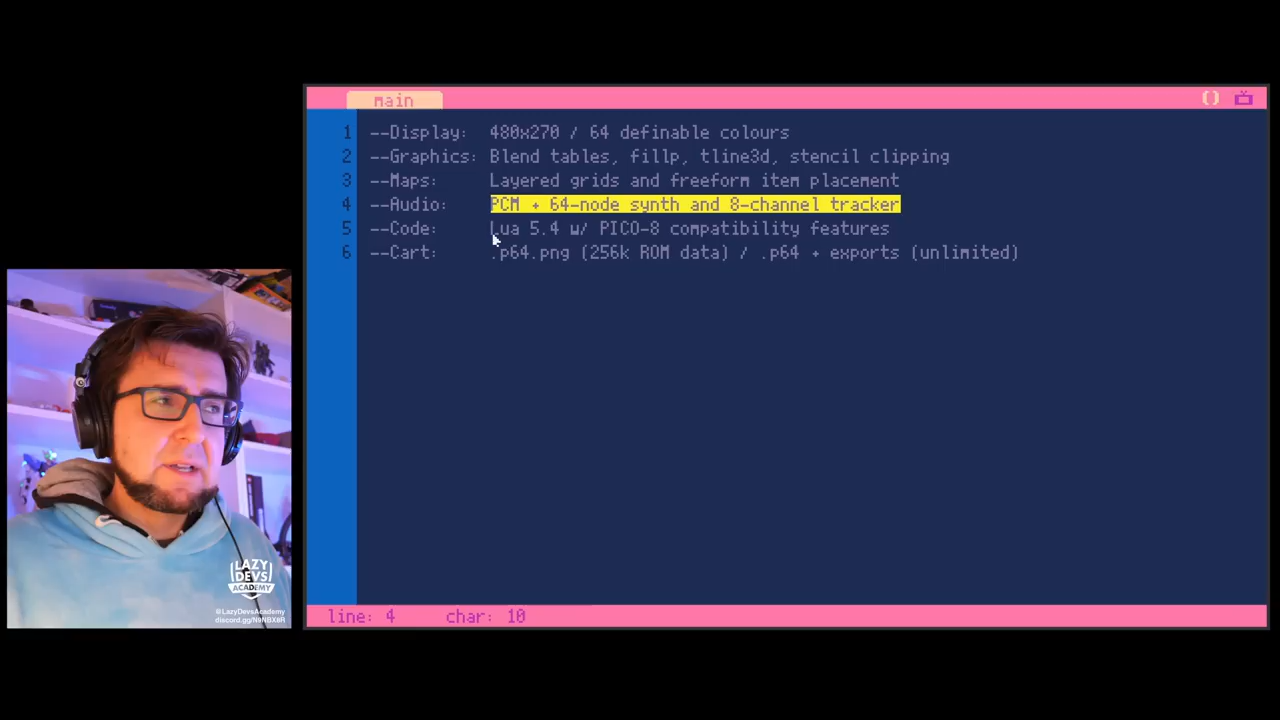 main
1 --Display: 480x270 / 64 definable colours
2 --Graphics: Blend tables, fillp, tline3d, stencil clipping
3 --Maps: Layered grids and freeform item placement
4 --Audio: PCM + 64-node synth and 8-channel tracker
5 --Code: Lua 5.4 w/ PICO-8 compatibility features
6 --Cart: .p64.png (256k ROM data) / .p64 + exports (unlimited)
line: 4 char: 10
LAZY
DEVS
ACADEMY
@LazyDevsAcademy